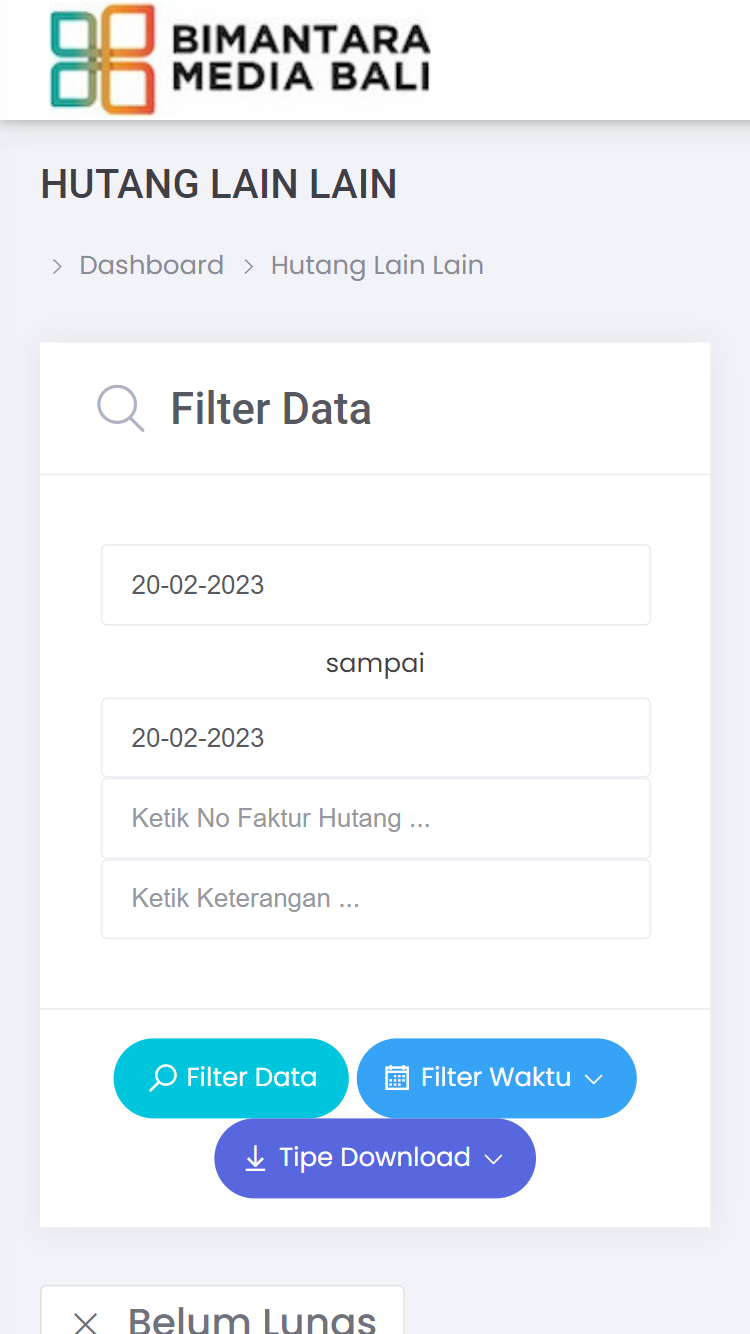 BIMANTARA
MEDIA BALI
HUTANG LAIN LAIN
Dashboard
Hutang Lain Lain
Filter Data
20-02-2023
sampai
20-02-2023
Ketik No Faktur Hutang ...
Ketik Keterangan ...
Filter Data
Filter Waktu
Tipe Download
Belum Lunas